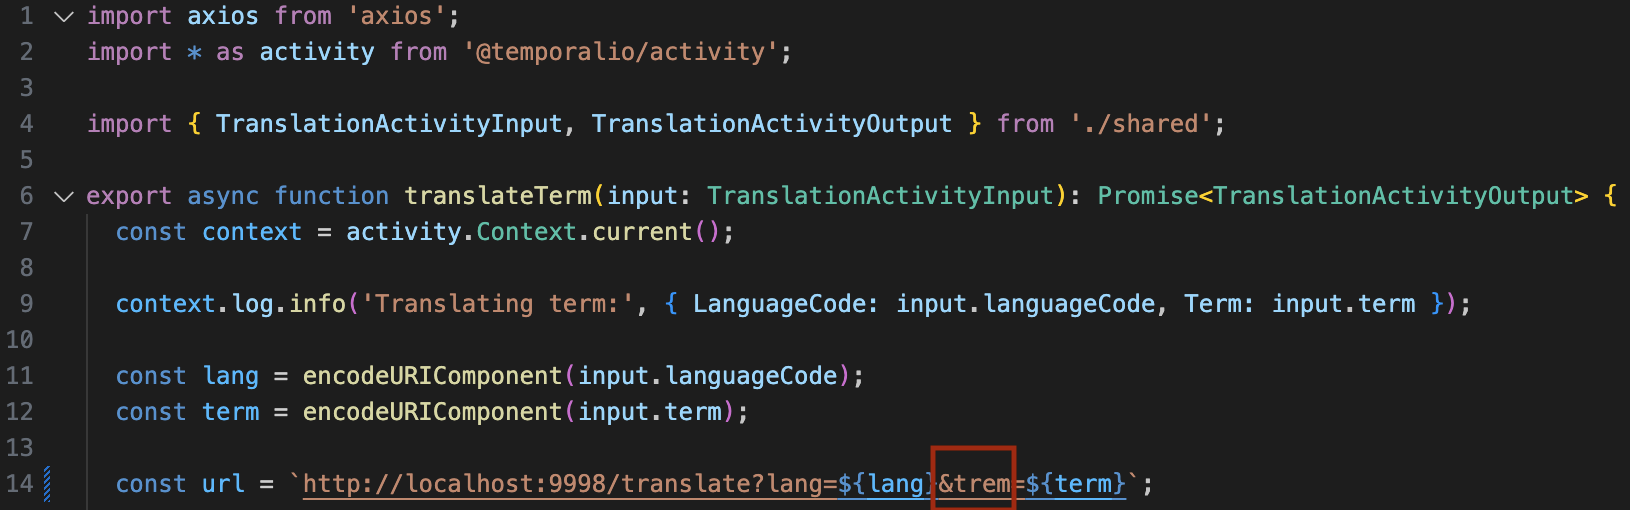 1 import axios from 'axios';
2 import * as activity from '@temporalio/activity';
3
4 import { TranslationActivityInput, TranslationActivityOutput } from './shared';
5
6 export async function translateTerm(input: TranslationActivityInput): Promise<TranslationActivityOutput> {
7 const context = activity.Context.current();
8
9 context.log.info('Translating term:', { LanguageCode: input.languageCode, Term: input.term });
10
11 const lang = encodeURIComponent(input.languageCode);
12 const term = encodeURIComponent(input.term);
13
14 const url = `http://localhost:9998/translate?lang=${lang}&trem=${term}`;